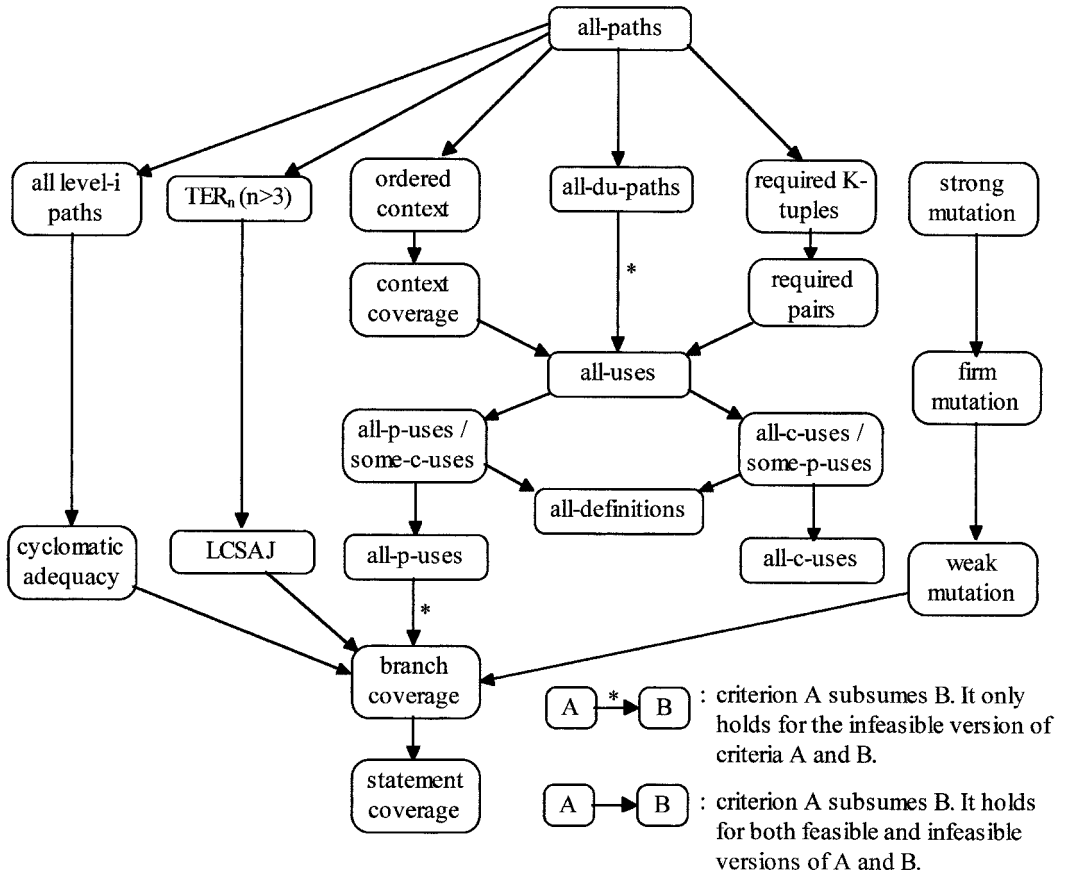 all-paths
all level-i
paths
TERn (n>3)
ordered
context
all-du-paths
required K-
tuples
strong
mutation
context
coverage
*
required
pairs
all-uses
firm
mutation
all-p-uses /
some-c-uses
all-c-uses /
some-p-uses
all-definitions
cyclomatic
adequacy
LCSAJ
all-p-uses
all-c-uses
weak
mutation
*
branch
coverage
A * B : criterion A subsumes B. It only
holds for the infeasible version of
criteria A and B.
statement
coverage
A B : criterion A subsumes B. It holds
for both feasible and infeasible
versions of A and B.